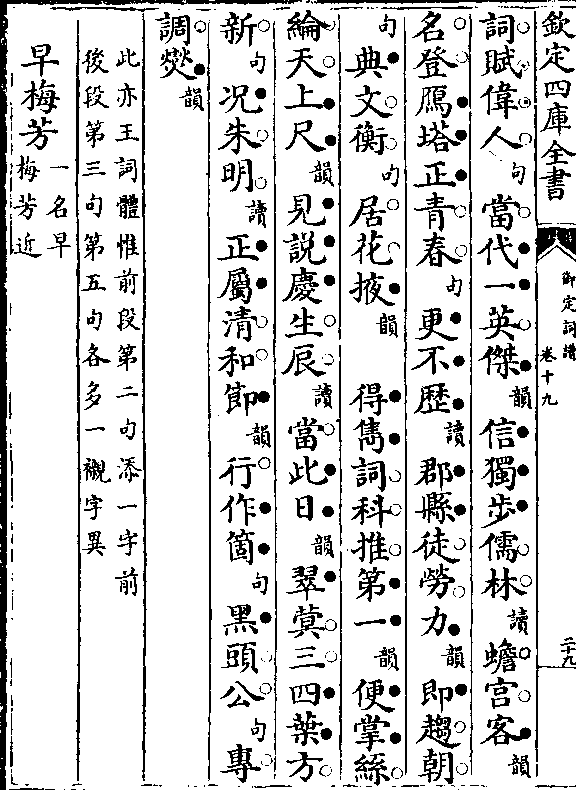 欽定四庫全書
御定詞譜
卷十九
二十九
詞賦偉人句當代一英傑韻信獨步儒林讀蟾宫客韻
名登鴈塔正青春句更不歷讀郡縣徒勞力韻即趨朝
句典文衡句居花掖韻 得雋詞科推第一韻便掌絲
綸天上尺韻見說慶生辰讀當此日韻翠蓂三四葉方
新句况朱明讀正屬清和節韻行作箇句黑頭公句專
調爕韻
此亦王詞體惟前段第二句添一字前
後段第三句第五句各多一襯字異
早梅芳一名早
梅芳近